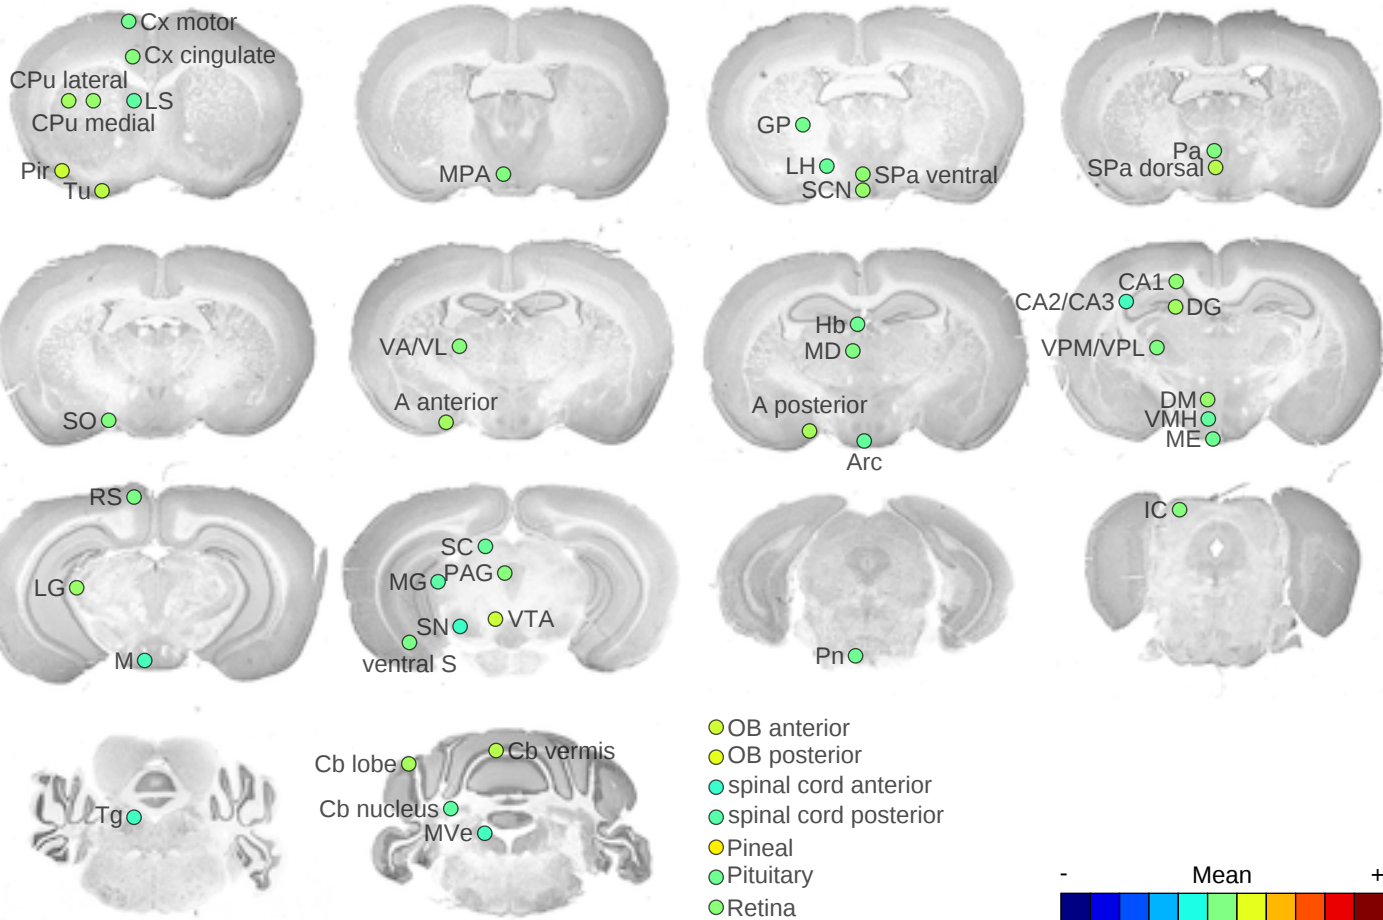 Cx motor
Cx cingulate
CPu lateral
LS
CPu medial
Pir
Tu
MPA
GP
LH
SPa ventral
SCN
Pa
SPa dorsal
SO
VA/VL
A anterior
Hb
MD
A posterior
Arc
CA1
CA2/CA3
DG
VPM/VPL
DM
VMH
ME
RS
LG
M
SC
PAG
MG
SN
VTA
ventral S
Pn
IC
Tg
Cb lobe
Cb vermis
Cb nucleus
MVe
OB anterior
OB posterior
spinal cord anterior
spinal cord posterior
Pineal
Pituitary
Retina
- Mean +